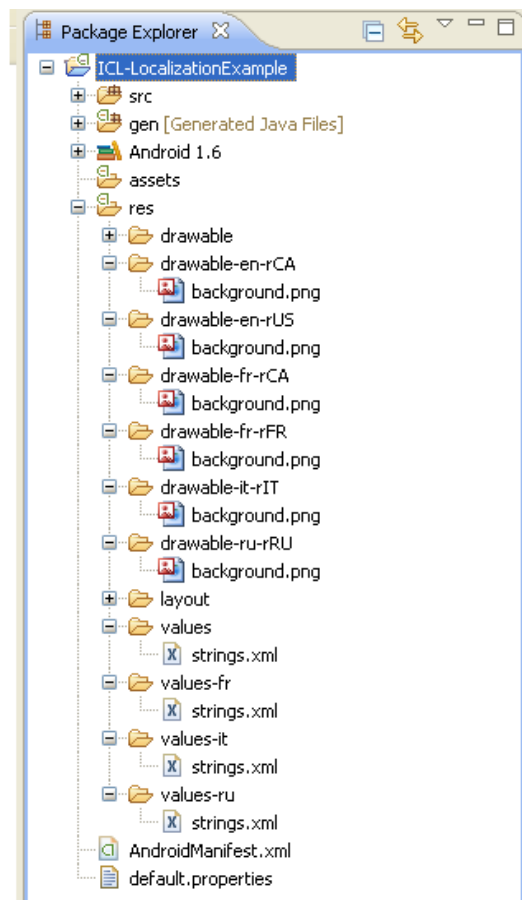 Package Explorer
ICL-LocalizationExample
src
gen [Generated Java Files]
Android 1.6
assets
res
drawable
drawable-en-rCA
background.png
drawable-en-rUS
background.png
drawable-fr-rCA
background.png
drawable-fr-rFR
background.png
drawable-it-rIT
background.png
drawable-ru-rRU
background.png
layout
values
strings.xml
values-fr
strings.xml
values-it
strings.xml
values-ru
strings.xml
AndroidManifest.xml
default.properties